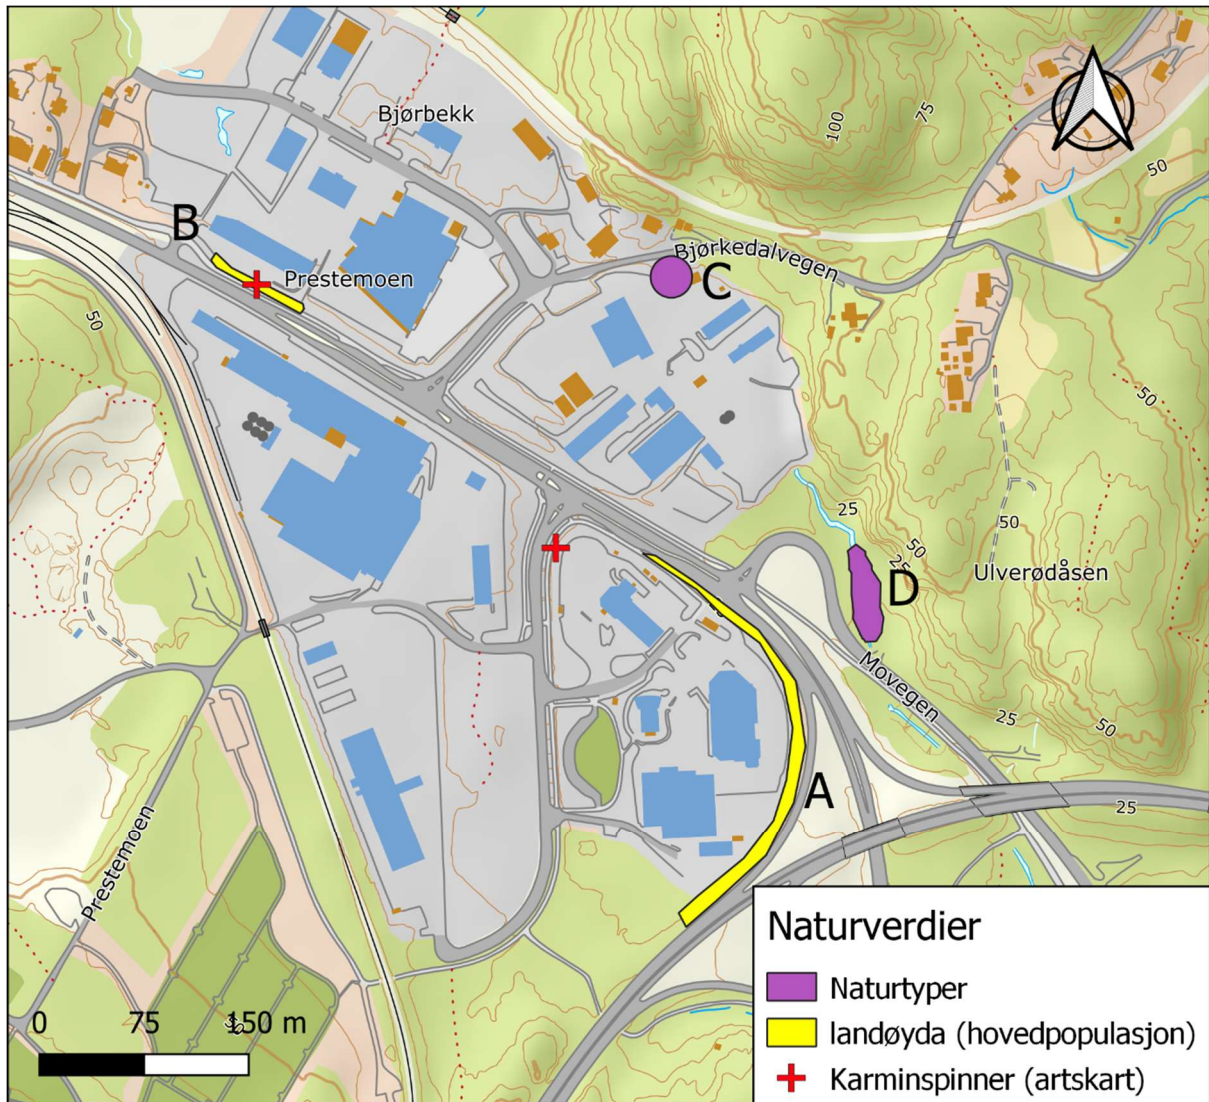 Bjørbekk
100
75
50
B
Bjørkedalvegen
Prestemoen
C
50
50
25
50
25
50
Ulverødåsen
D
Movegen
25
50
A
25
Prestemoen
0 75 150 m
Naturverdier
Naturtyper
landøyda (hovedpopulasjon)
Karminspinner (artskart)